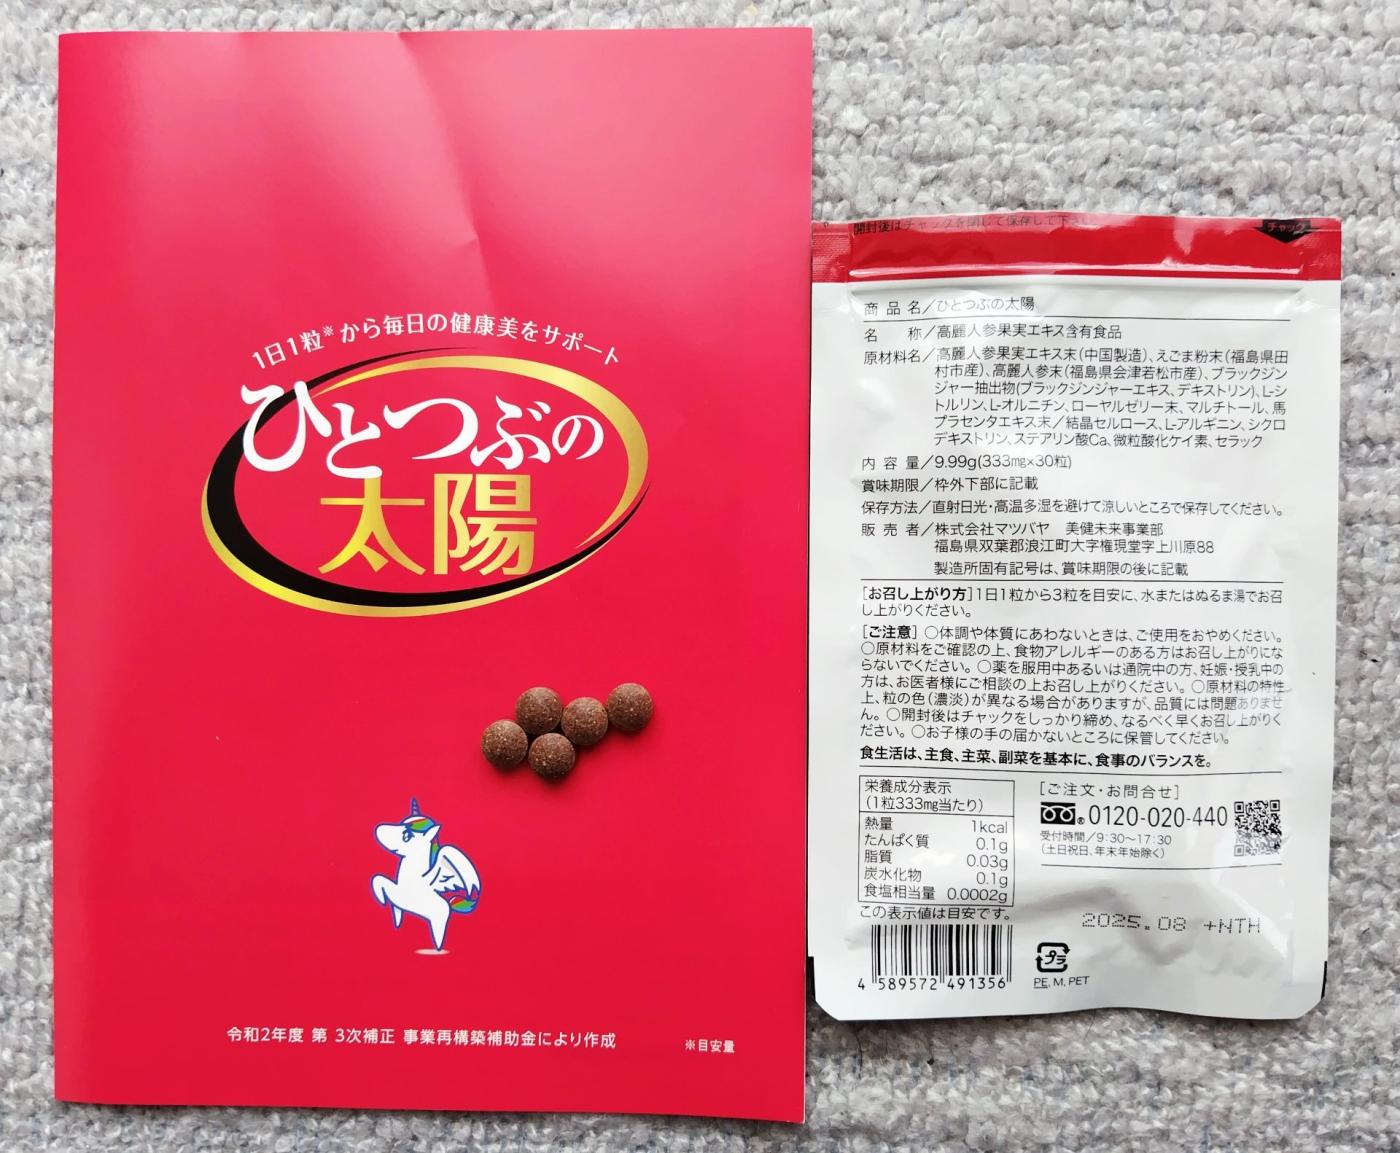 1日1粒※から毎日の健康美をサポート
ひとつぶの
太陽
令和2年度 第 3次補正 事業再構築補助金により作成
※目安量
開封後はチャックを閉じて保存して下さい
チャック
商品名／ひとつぶの太陽
名　称／高麗人参果実エキス含有食品
原材料名／高麗人参果実エキス末(中国製造)、えごま粉末(福島県田
村市産)、高麗人参末(福島県会津若松市産)、ブラックジン
ジャー抽出物(ブラックジンジャーエキス、デキストリン)、L-シ
トルリン、L-オルニチン、ローヤルゼリー末、マルチトール、馬
プラセンタエキス末／結晶セルロース、L-アルギニン、シクロ
デキストリン、ステアリン酸Ca、微粒酸化ケイ素、セラック
内容量／9.99g(333mg×30粒)
賞味期限／枠外下部に記載
保存方法／直射日光・高温多湿を避けて涼しいところで保存してください。
販売者／株式会社マツバヤ　美健未来事業部
福島県双葉郡浪江町大字権現堂字上川原88
製造所固有記号は、賞味期限の後に記載
[お召し上がり方]1日1粒から3粒を目安に、水またはぬるま湯でお召
し上がりください。
[ご注意] ○体調や体質にあわないときは、ご使用をおやめください。
○原材料をご確認の上、食物アレルギーのある方はお召し上がりにな
らないでください。○薬を服用中あるいは通院中の方、妊娠・授乳中の
方は、お医者様にご相談の上お召し上がりください。○原材料の特性
上、粒の色(濃淡)が異なる場合がありますが、品質には問題ありませ
ん。○開封後はチャックをしっかり締め、なるべく早くお召し上がりく
ださい。○お子様の手の届かないところに保管してください。
食生活は、主食、主菜、副菜を基本に、食事のバランスを。
栄養成分表示
(1粒333mg当たり)
熱量 1kcal
たんぱく質 0.1g
脂質 0.03g
炭水化物 0.1g
食塩相当量 0.0002g
この表示値は目安です。
[ご注文・お問合せ]
0120-020-440
受付時間／9:30〜17:30
(土日祝日、年末年始除く)
2025.08 +NTH
4 589572 491356
プラ
PE, M, PET